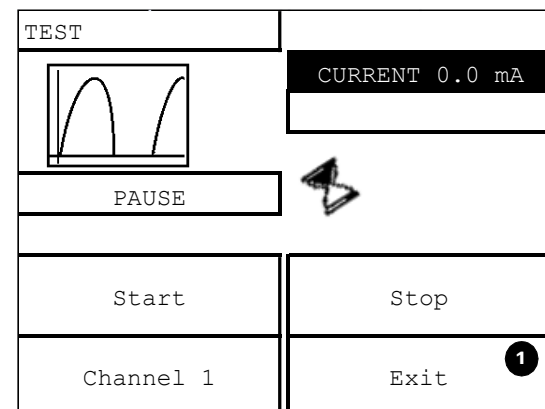 TEST
CURRENT 0.0 mA
PAUSE
Start
Stop
Channel 1
Exit
1